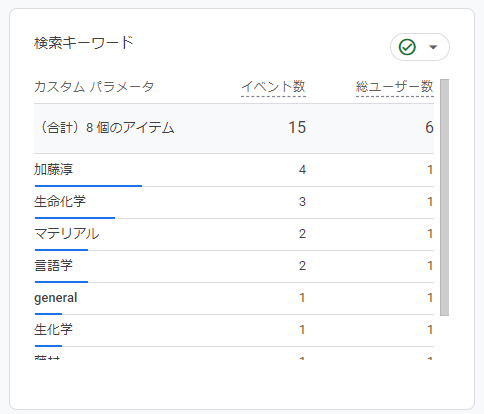 検索キーワード
カスタム パラメータ イベント数 総ユーザー数
（合計）8 個のアイテム 15 6
加藤淳 4 1
生命化学 3 1
マテリアル 2 1
言語学 2 1
general 1 1
生化学 1 1